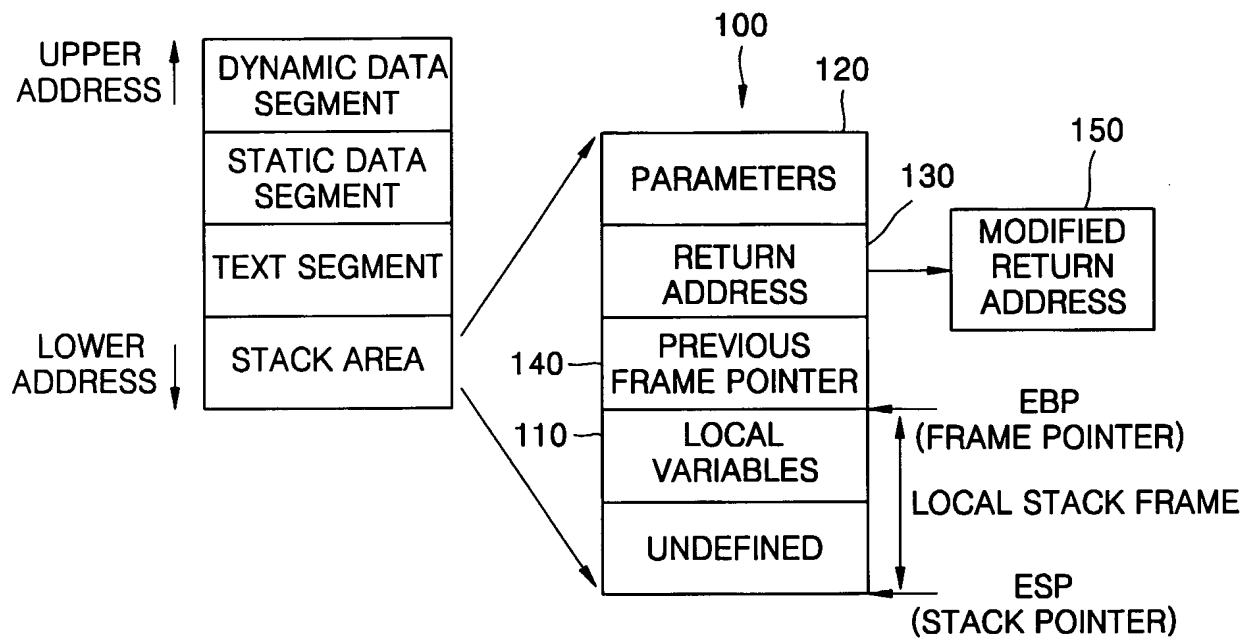 UPPER
ADDRESS
DYNAMIC DATA
SEGMENT
STATIC DATA
SEGMENT
TEXT SEGMENT
LOWER
ADDRESS
STACK AREA
100
120
PARAMETERS
130
RETURN
ADDRESS
150
MODIFIED
RETURN
ADDRESS
140
PREVIOUS
FRAME POINTER
110
LOCAL
VARIABLES
UNDEFINED
EBP
(FRAME POINTER)
LOCAL STACK FRAME
ESP
(STACK POINTER)